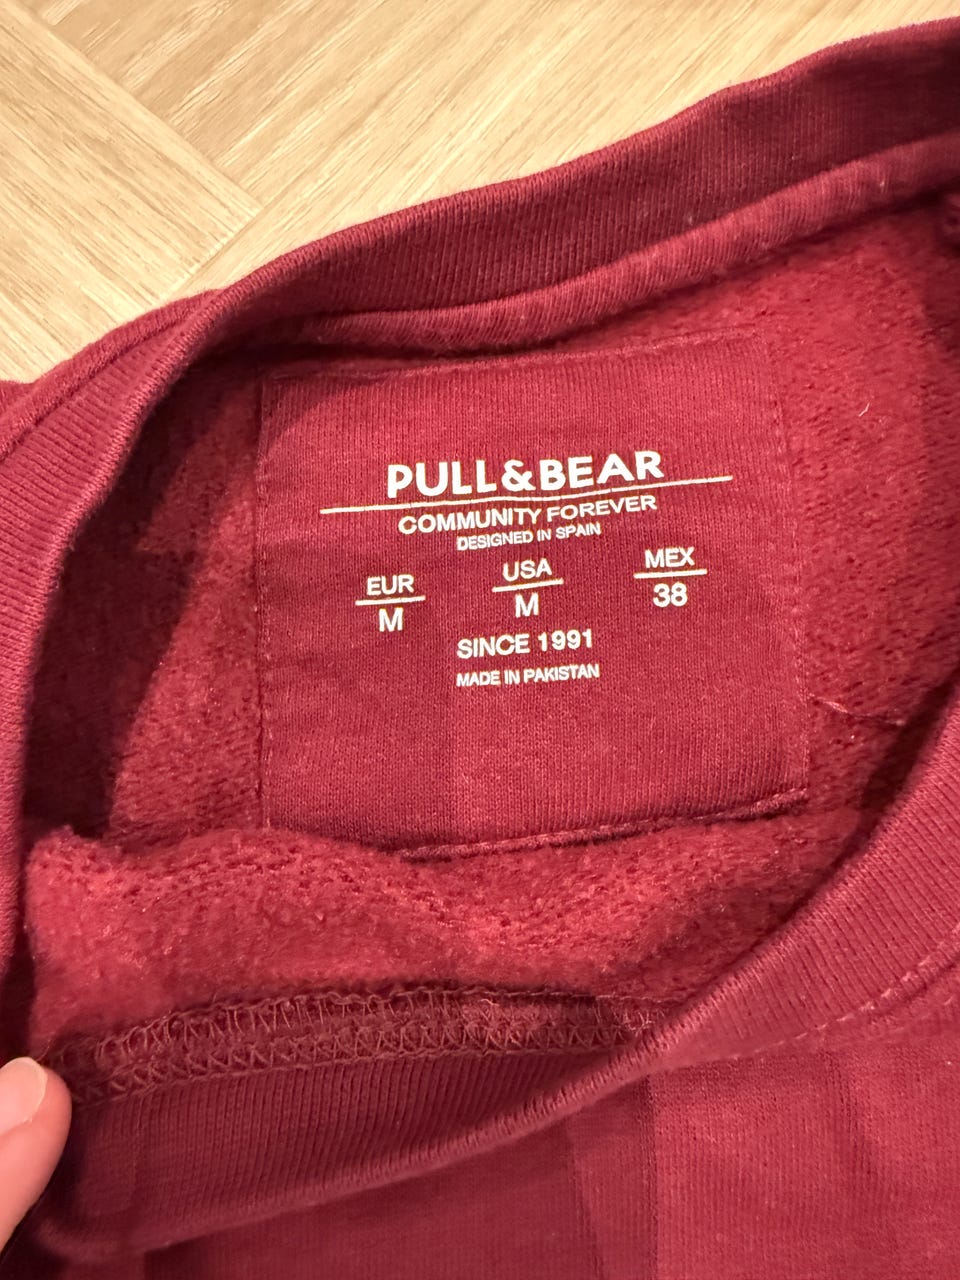 PULL&BEAR
COMMUNITY FOREVER
DESIGNED IN SPAIN
EUR USA MEX
M M 38
SINCE 1991
MADE IN PAKISTAN